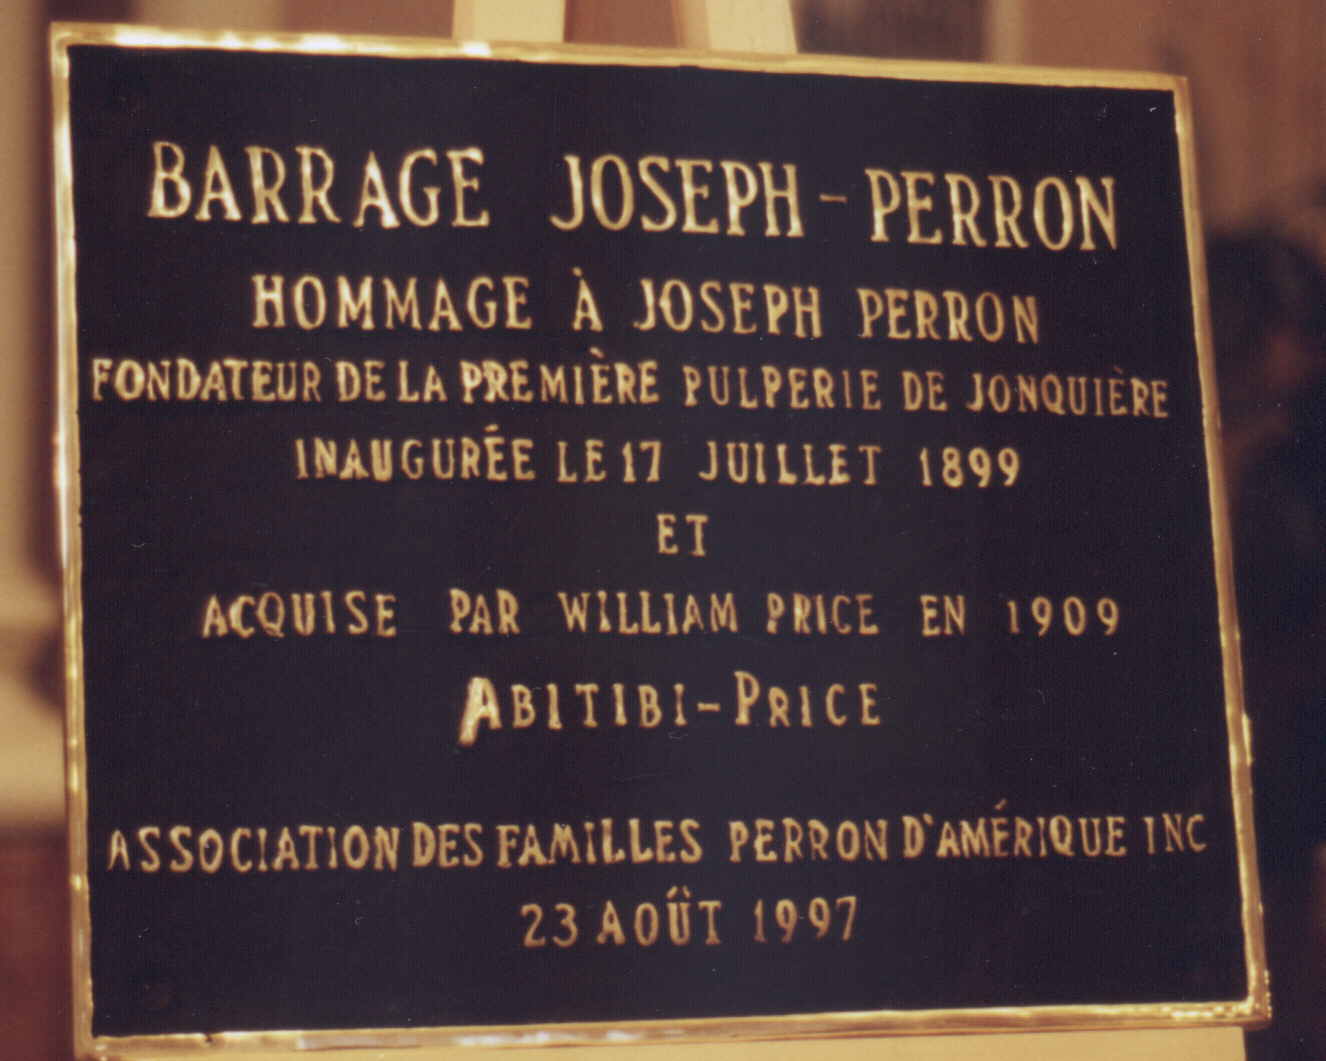 BARRAGE JOSEPH-PERRON
HOMMAGE À JOSEPH PERRON
FONDATEUR DE LA PREMIÈRE PULPERIE DE JONQUIÈRE
INAUGURÉE LE 17 JUILLET 1899
ET
ACQUISE PAR WILLIAM PRICE EN 1909
ABITIBI-PRICE
ASSOCIATION DES FAMILLES PERRON D'AMÉRIQUE INC
23 AOÛT 1997